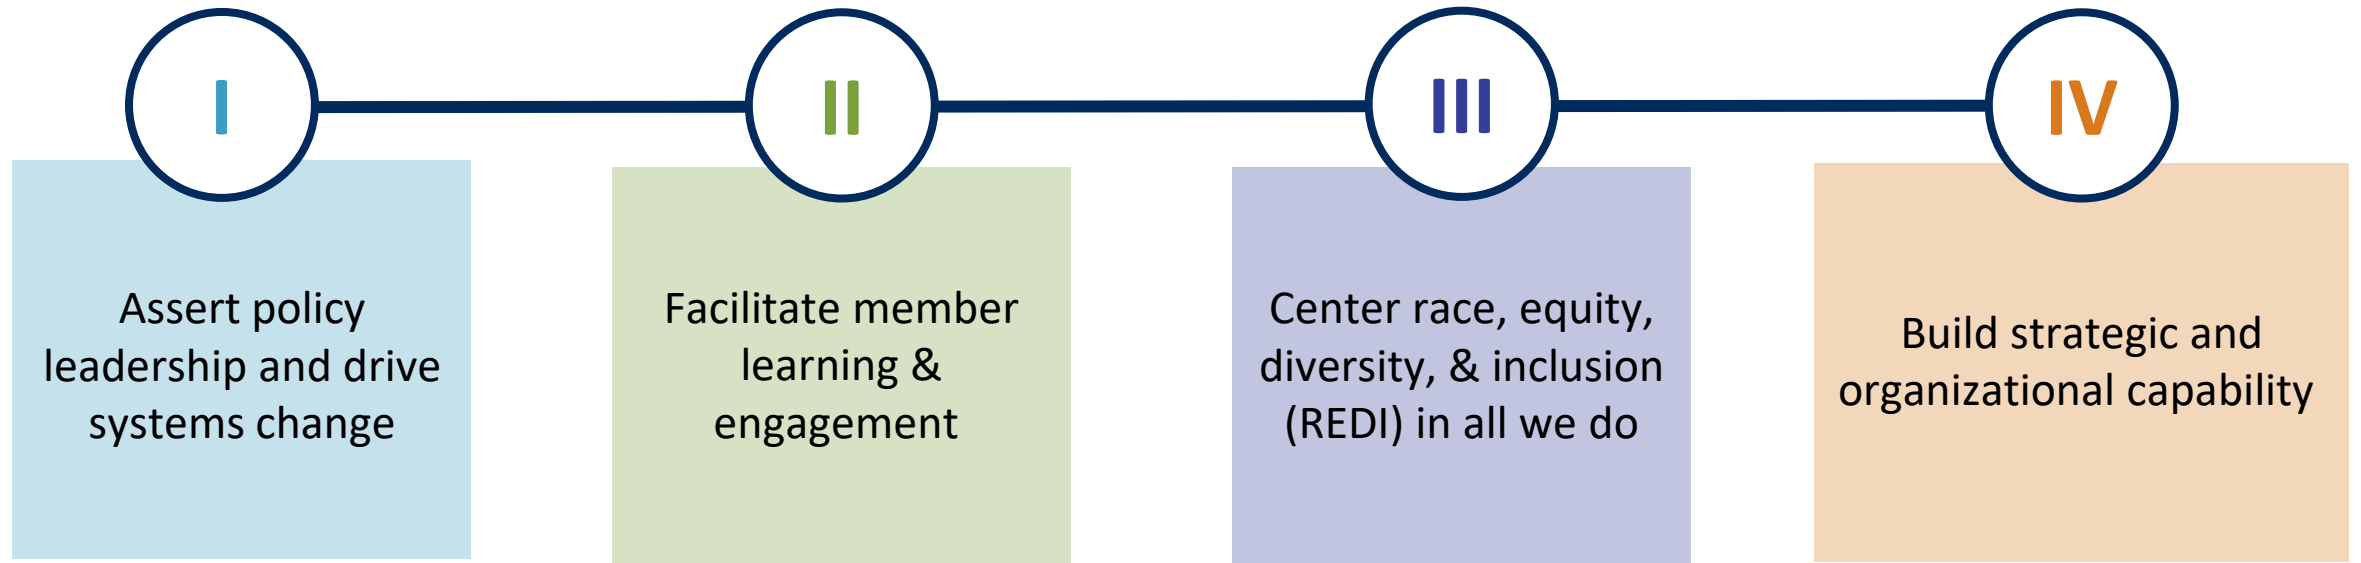 I
II
III
IV
Assert policy
leadership and drive
systems change
Facilitate member
learning &
engagement
Center race, equity,
diversity, & inclusion
(REDI) in all we do
Build strategic and
organizational capability